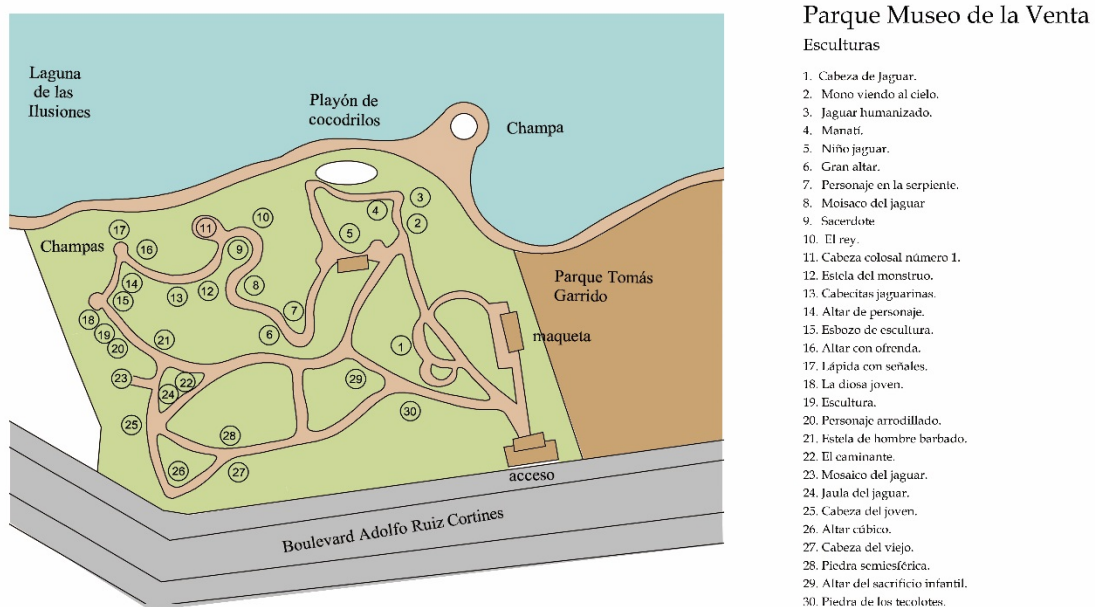 Parque Museo de la Venta
Esculturas
1. Cabeza de Jaguar.
2. Mono viendo al cielo.
3. Jaguar humanizado.
4. Manatí.
5. Niño jaguar.
6. Gran altar.
7. Personaje en la serpiente.
8. Moisaco del jaguar
9. Sacerdote
10. El rey.
11. Cabeza colosal número 1.
12. Estela del monstruo.
13. Cabecitas jaguarinas.
14. Altar de personaje.
15. Esbozo de escultura.
16. Altar con ofrenda.
17. Lápida con señales.
18. La diosa joven.
19. Escultura.
20. Personaje arrodillado.
21. Estela de hombre barbado.
22. El caminante.
23. Mosaico del jaguar.
24. Jaula del jaguar.
25. Cabeza del joven.
26. Altar cúbico.
27. Cabeza del viejo.
28. Piedra semiesférica.
29. Altar del sacrificio infantil.
30. Piedra de los tecolotes.
Laguna
de las
Ilusiones
Playón de
cocodrilos
Champa
Champas
Parque Tomás
Garrido
maqueta
acceso
Boulevard Adolfo Ruiz Cortines
17
16
11
10
9
4
3
2
5
14
15
13
12
8
7
6
18
19
20
21
1
23
22
24
29
30
25
28
26
27